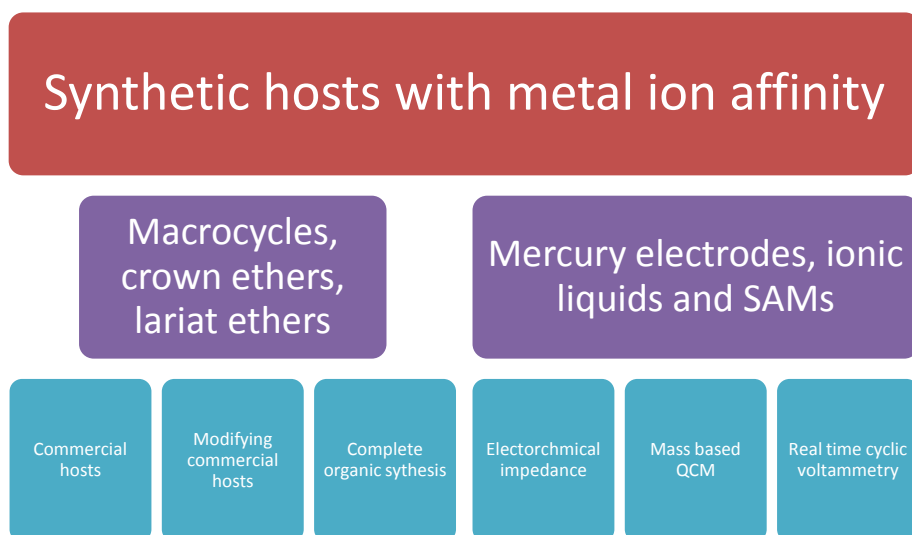 Synthetic hosts with metal ion affinity
Macrocycles,
crown ethers,
lariat ethers
Mercury electrodes, ionic
liquids and SAMs
Commercial
hosts
Modifying
commercial
hosts
Complete
organic sythesis
Electorchmical
impedance
Mass based
QCM
Real time cyclic
voltammetry